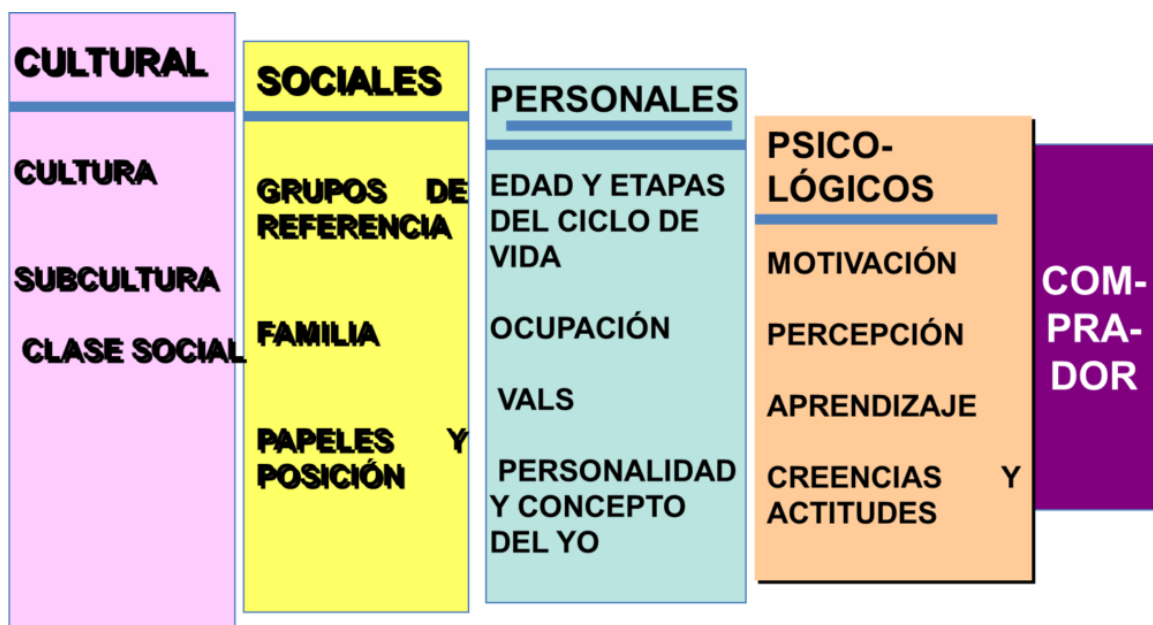 CULTURAL
CULTURA
SUBCULTURA
CLASE SOCIAL
SOCIALES
GRUPOS DE
REFERENCIA
FAMILIA
PAPELES Y
POSICIÓN
PERSONALES
EDAD Y ETAPAS
DEL CICLO DE
VIDA
OCUPACIÓN
VALS
PERSONALIDAD
Y CONCEPTO
DEL YO
PSICO-
LÓGICOS
MOTIVACIÓN
PERCEPCIÓN
APRENDIZAJE
CREENCIAS Y
ACTITUDES
COM-
PRA-
DOR